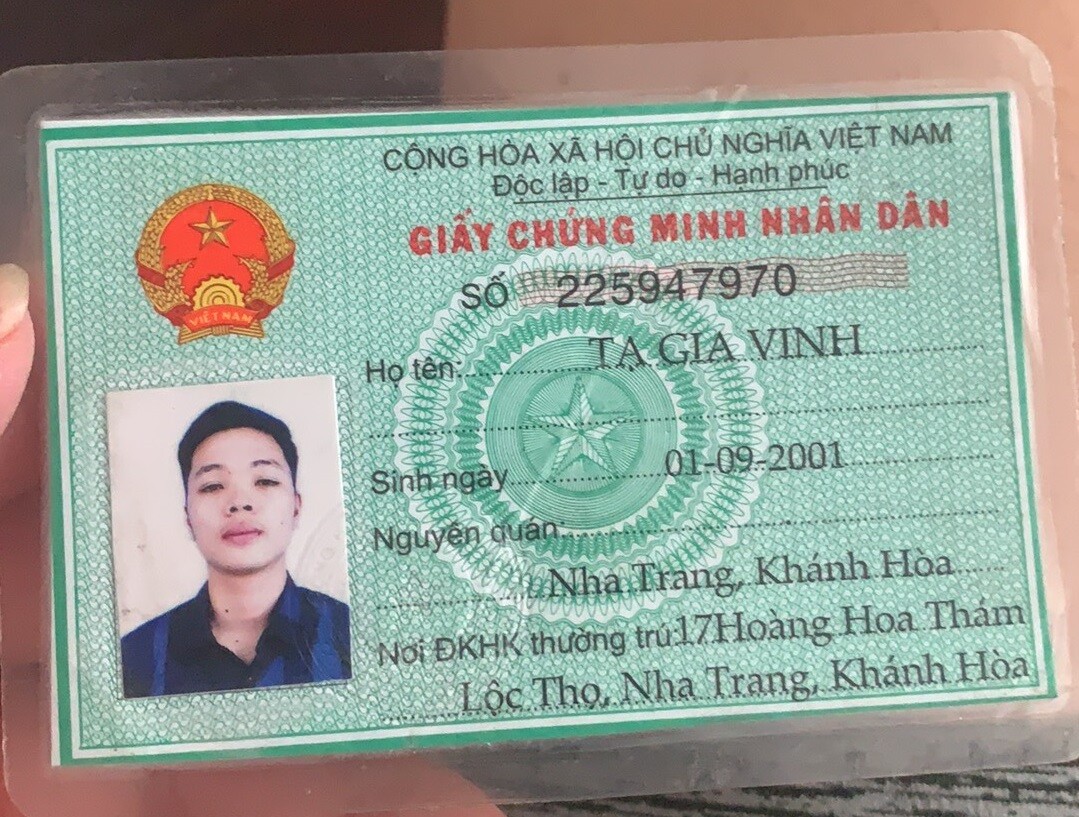 CỘNG HÒA XÃ HỘI CHỦ NGHĨA VIỆT NAM
Độc lập - Tự do - Hạnh phúc
GIẤY CHỨNG MINH NHÂN DÂN
SỐ 225947970
VIỆT NAM
Họ tên: TẠ GIA VINH
Sinh ngày 01-09-2001
Nguyên quán:
Nha Trang, Khánh Hòa
Nơi ĐKHK thường trú:17Hoàng Hoa Thám
Lộc Thọ, Nha Trang, Khánh Hòa